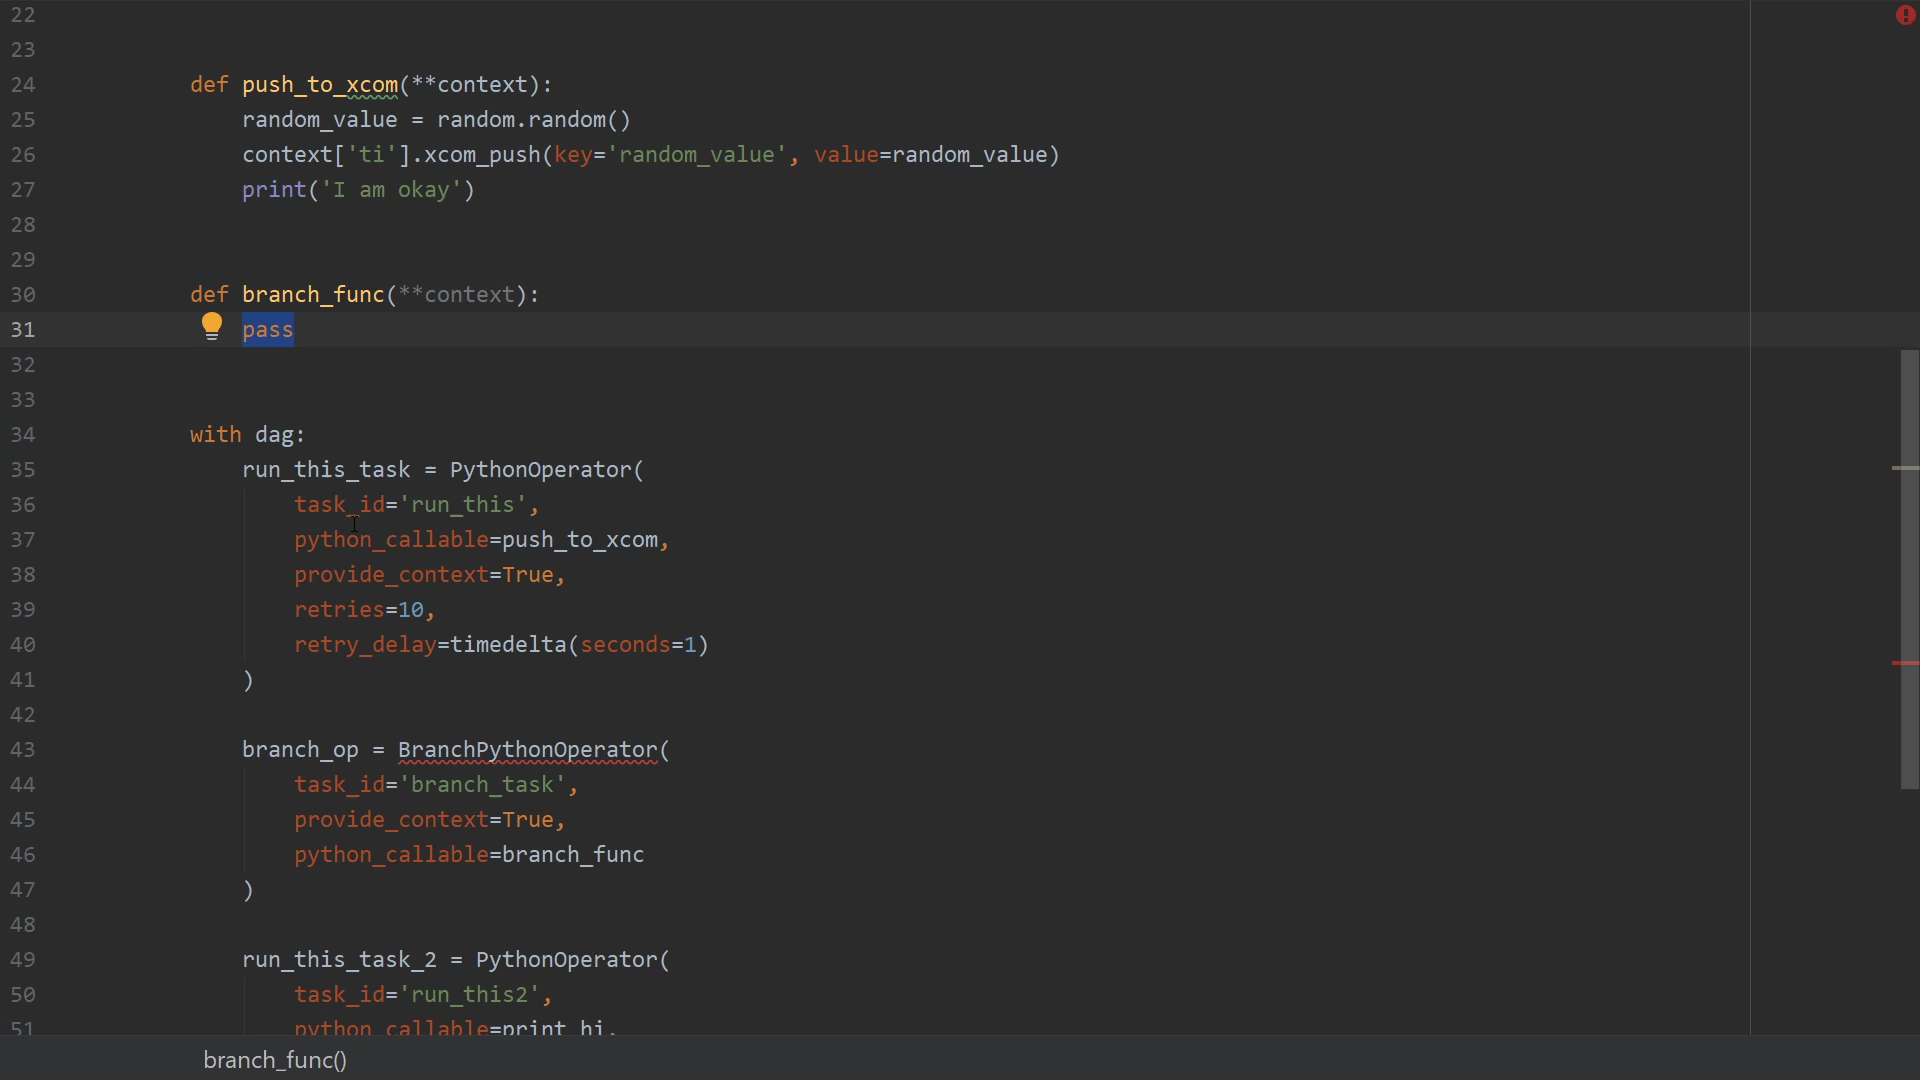 22
23
24 def push_to_xcom(**context):
25 random_value = random.random()
26 context['ti'].xcom_push(key='random_value', value=random_value)
27 print('I am okay')
28
29
30 def branch_func(**context):
31 pass
32
33
34 with dag:
35 run_this_task = PythonOperator(
36 task_id='run_this',
37 python_callable=push_to_xcom,
38 provide_context=True,
39 retries=10,
40 retry_delay=timedelta(seconds=1)
41 )
42
43 branch_op = BranchPythonOperator(
44 task_id='branch_task',
45 provide_context=True,
46 python_callable=branch_func
47 )
48
49 run_this_task_2 = PythonOperator(
50 task_id='run_this2',
51 python_callable=print_hi,
branch_func()